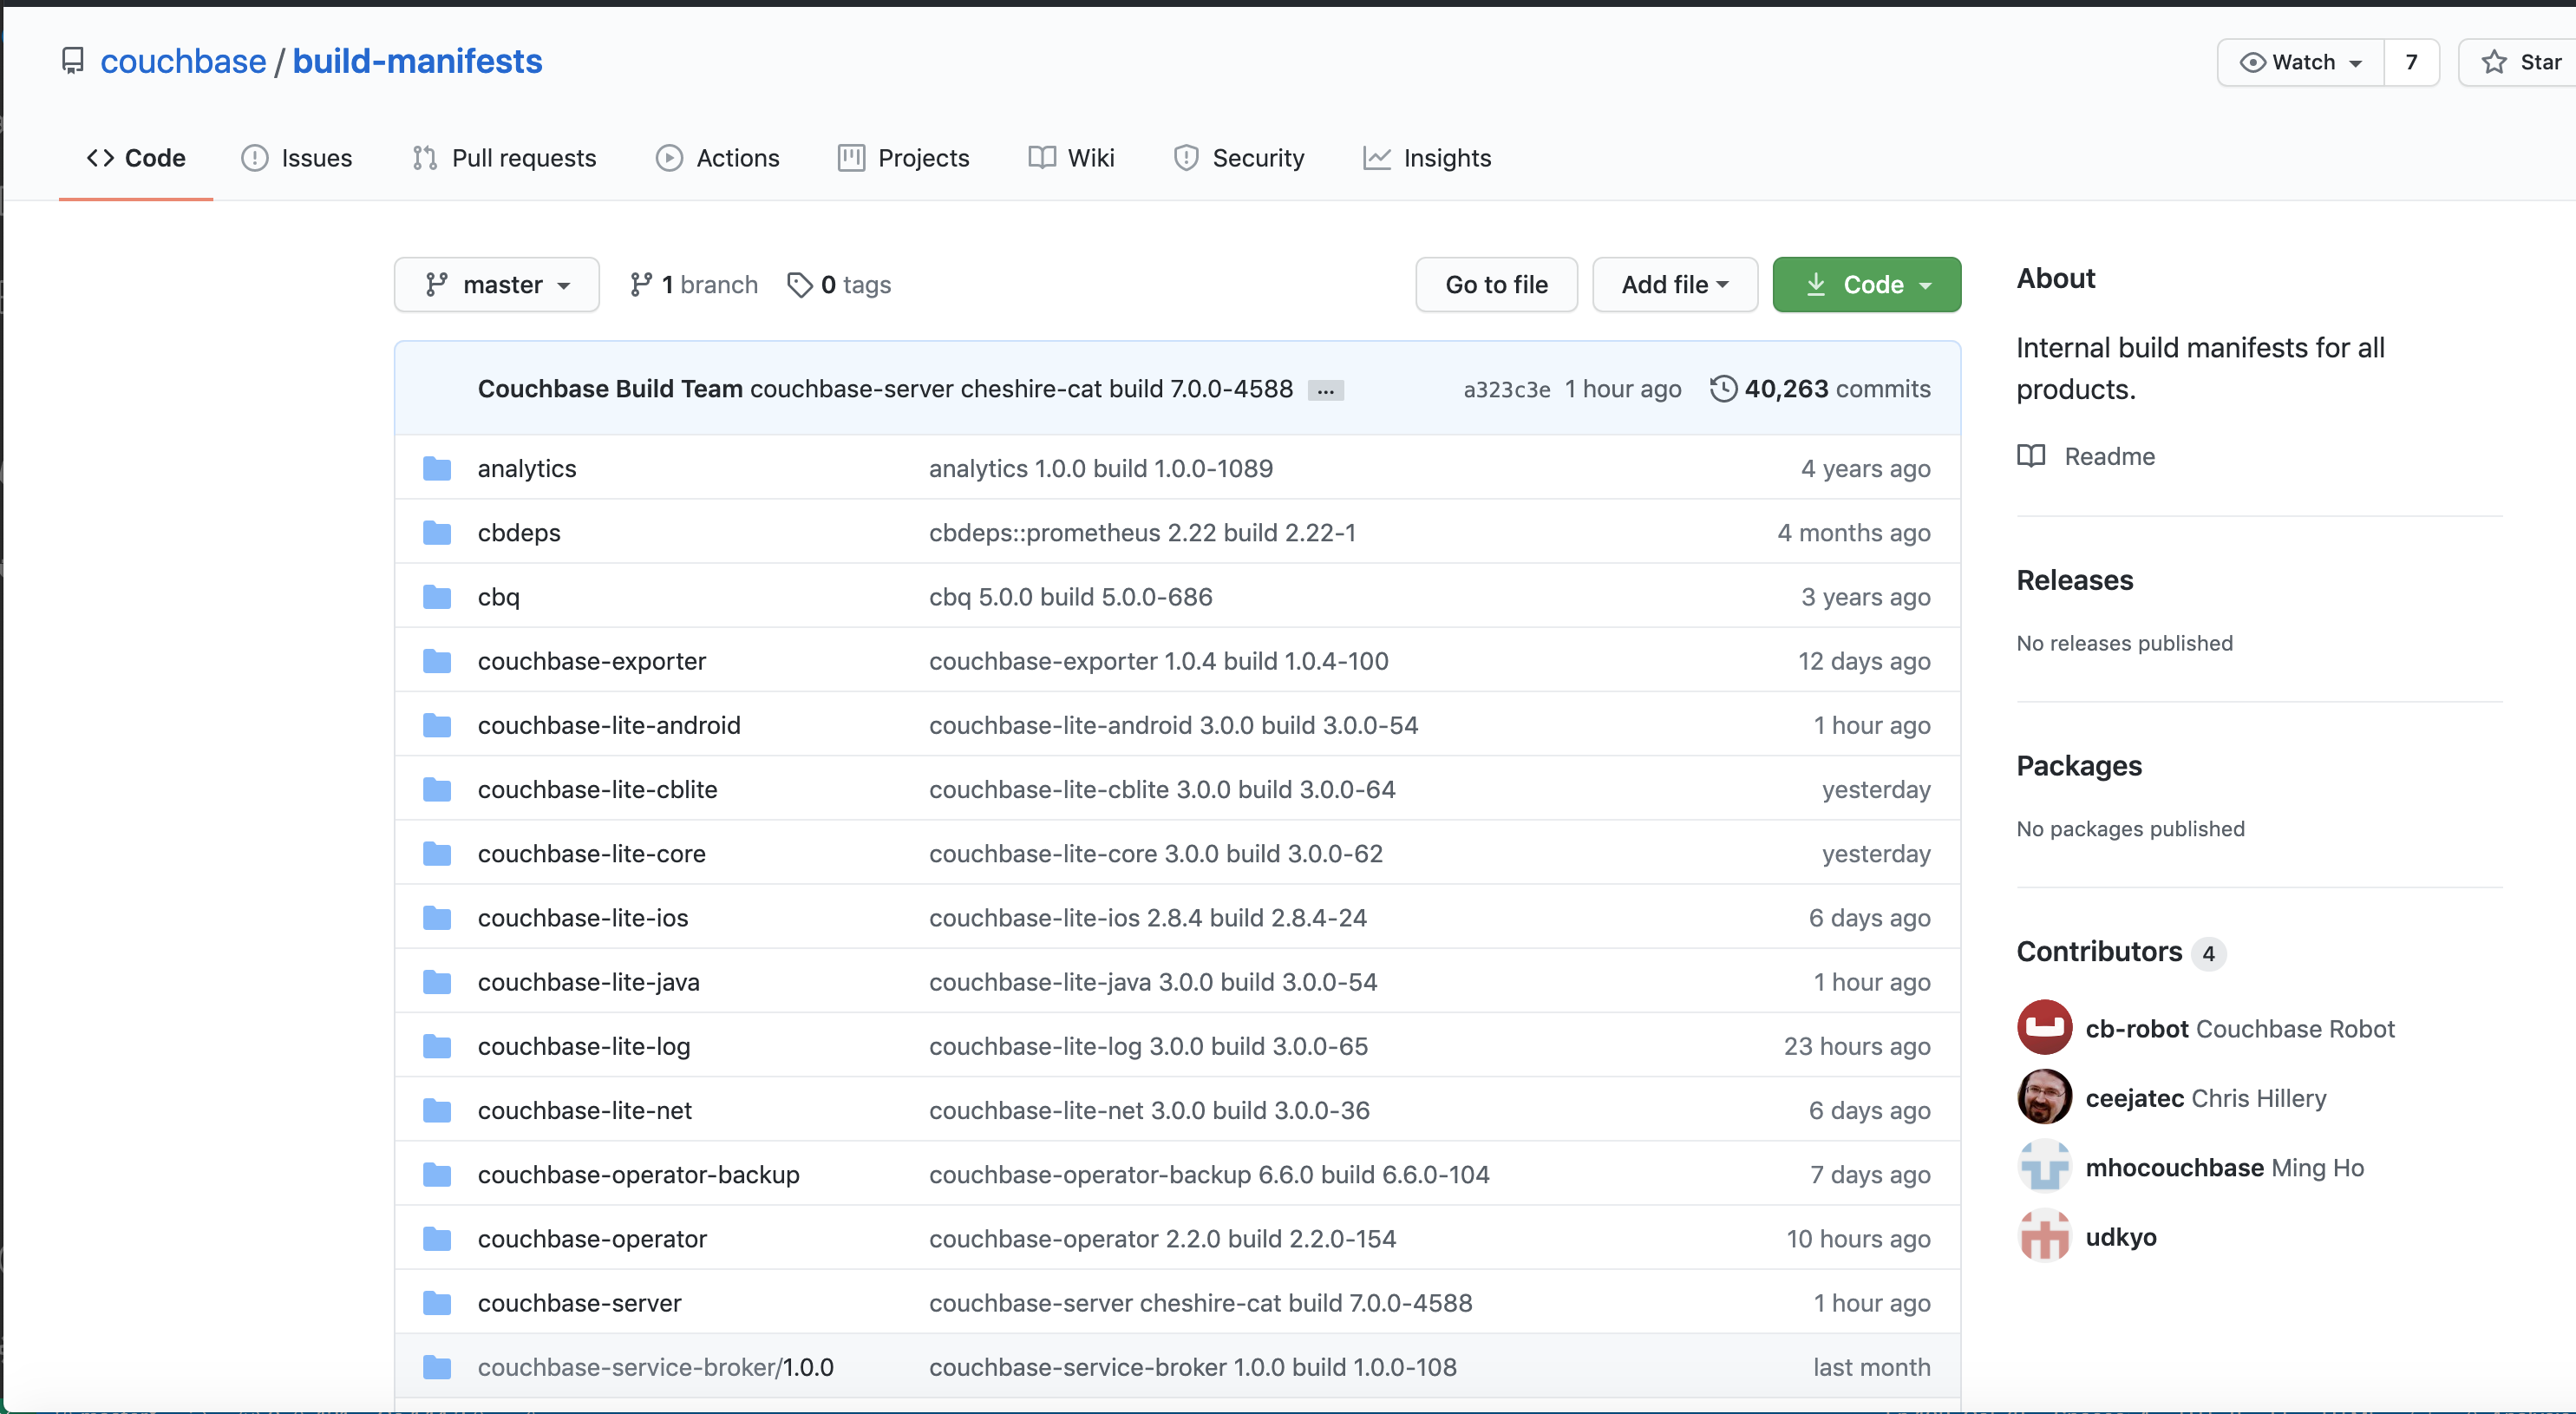 couchbase / build-manifests
Watch 7 Star
Code Issues Pull requests Actions Projects Wiki Security Insights
master 1 branch 0 tags Go to file Add file Code
Couchbase Build Team couchbase-server cheshire-cat build 7.0.0-4588 ... a323c3e 1 hour ago 40,263 commits
analytics analytics 1.0.0 build 1.0.0-1089 4 years ago
cbdeps cbdeps::prometheus 2.22 build 2.22-1 4 months ago
cbq cbq 5.0.0 build 5.0.0-686 3 years ago
couchbase-exporter couchbase-exporter 1.0.4 build 1.0.4-100 12 days ago
couchbase-lite-android couchbase-lite-android 3.0.0 build 3.0.0-54 1 hour ago
couchbase-lite-cblite couchbase-lite-cblite 3.0.0 build 3.0.0-64 yesterday
couchbase-lite-core couchbase-lite-core 3.0.0 build 3.0.0-62 yesterday
couchbase-lite-ios couchbase-lite-ios 2.8.4 build 2.8.4-24 6 days ago
couchbase-lite-java couchbase-lite-java 3.0.0 build 3.0.0-54 1 hour ago
couchbase-lite-log couchbase-lite-log 3.0.0 build 3.0.0-65 23 hours ago
couchbase-lite-net couchbase-lite-net 3.0.0 build 3.0.0-36 6 days ago
couchbase-operator-backup couchbase-operator-backup 6.6.0 build 6.6.0-104 7 days ago
couchbase-operator couchbase-operator 2.2.0 build 2.2.0-154 10 hours ago
couchbase-server couchbase-server cheshire-cat build 7.0.0-4588 1 hour ago
couchbase-service-broker/1.0.0 couchbase-service-broker 1.0.0 build 1.0.0-108 last month
About
Internal build manifests for all
products.
Readme
Releases
No releases published
Packages
No packages published
Contributors 4
cb-robot Couchbase Robot
ceejatec Chris Hillery
mhocouchbase Ming Ho
udkyo